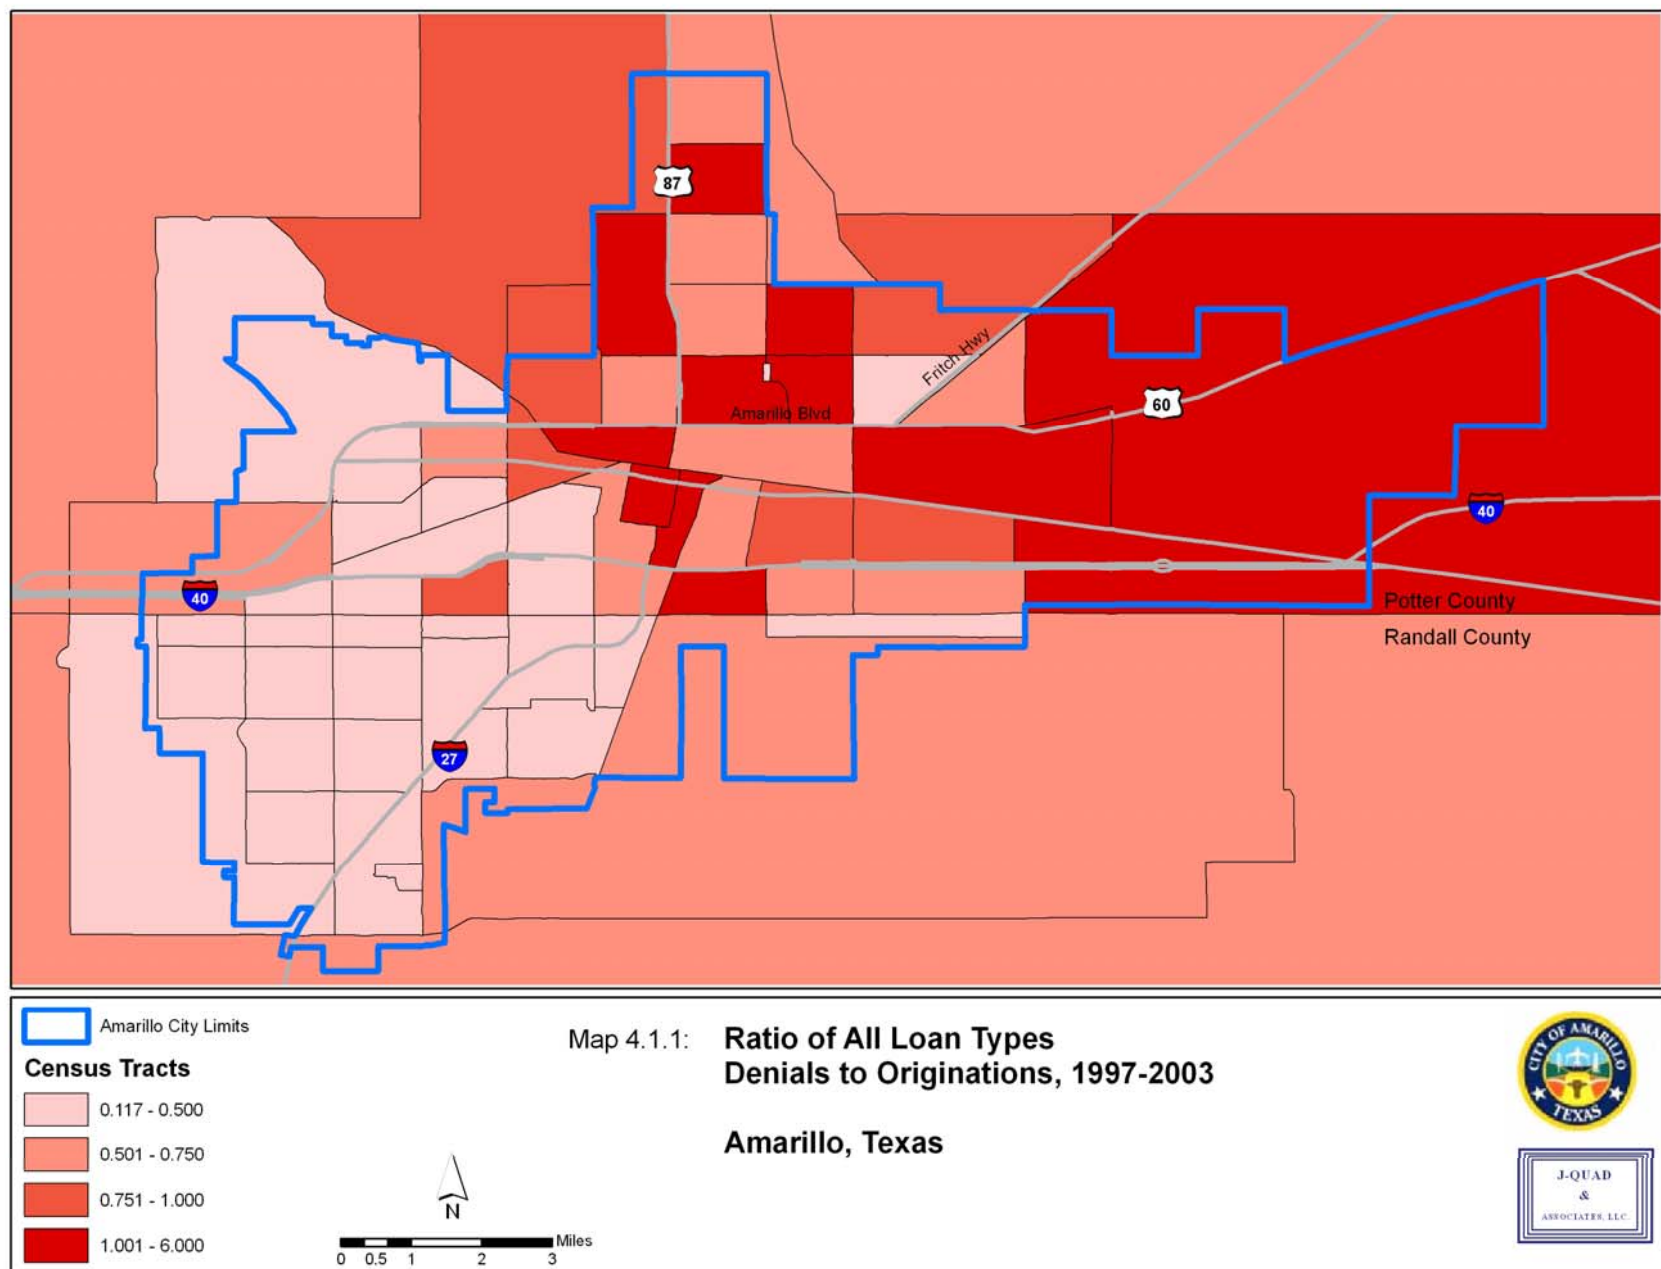 87
Fritch Hwy
60
Amarillo Blvd
40
40
Potter County
Randall County
27
Amarillo City Limits
Census Tracts
0.117 - 0.500
0.501 - 0.750
0.751 - 1.000
1.001 - 6.000
N
Miles
0 0.5 1 2 3
Map 4.1.1: Ratio of All Loan Types
Denials to Originations, 1997-2003
Amarillo, Texas
CITY OF AMARILLO
TEXAS
J-QUAD
&
ASSOCIATES, LLC.